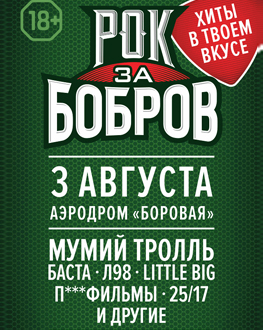 18+
РОК
ЗА
БОБРОВ
ХИТЫ
В ТВОЕМ
ВКУСЕ
3 АВГУСТА
АЭРОДРОМ «БОРОВАЯ»
МУМИЙ ТРОЛЛЬ
БАСТА · Л98 · LITTLE BIG
П***ФИЛЬМЫ · 25/17
И ДРУГИЕ